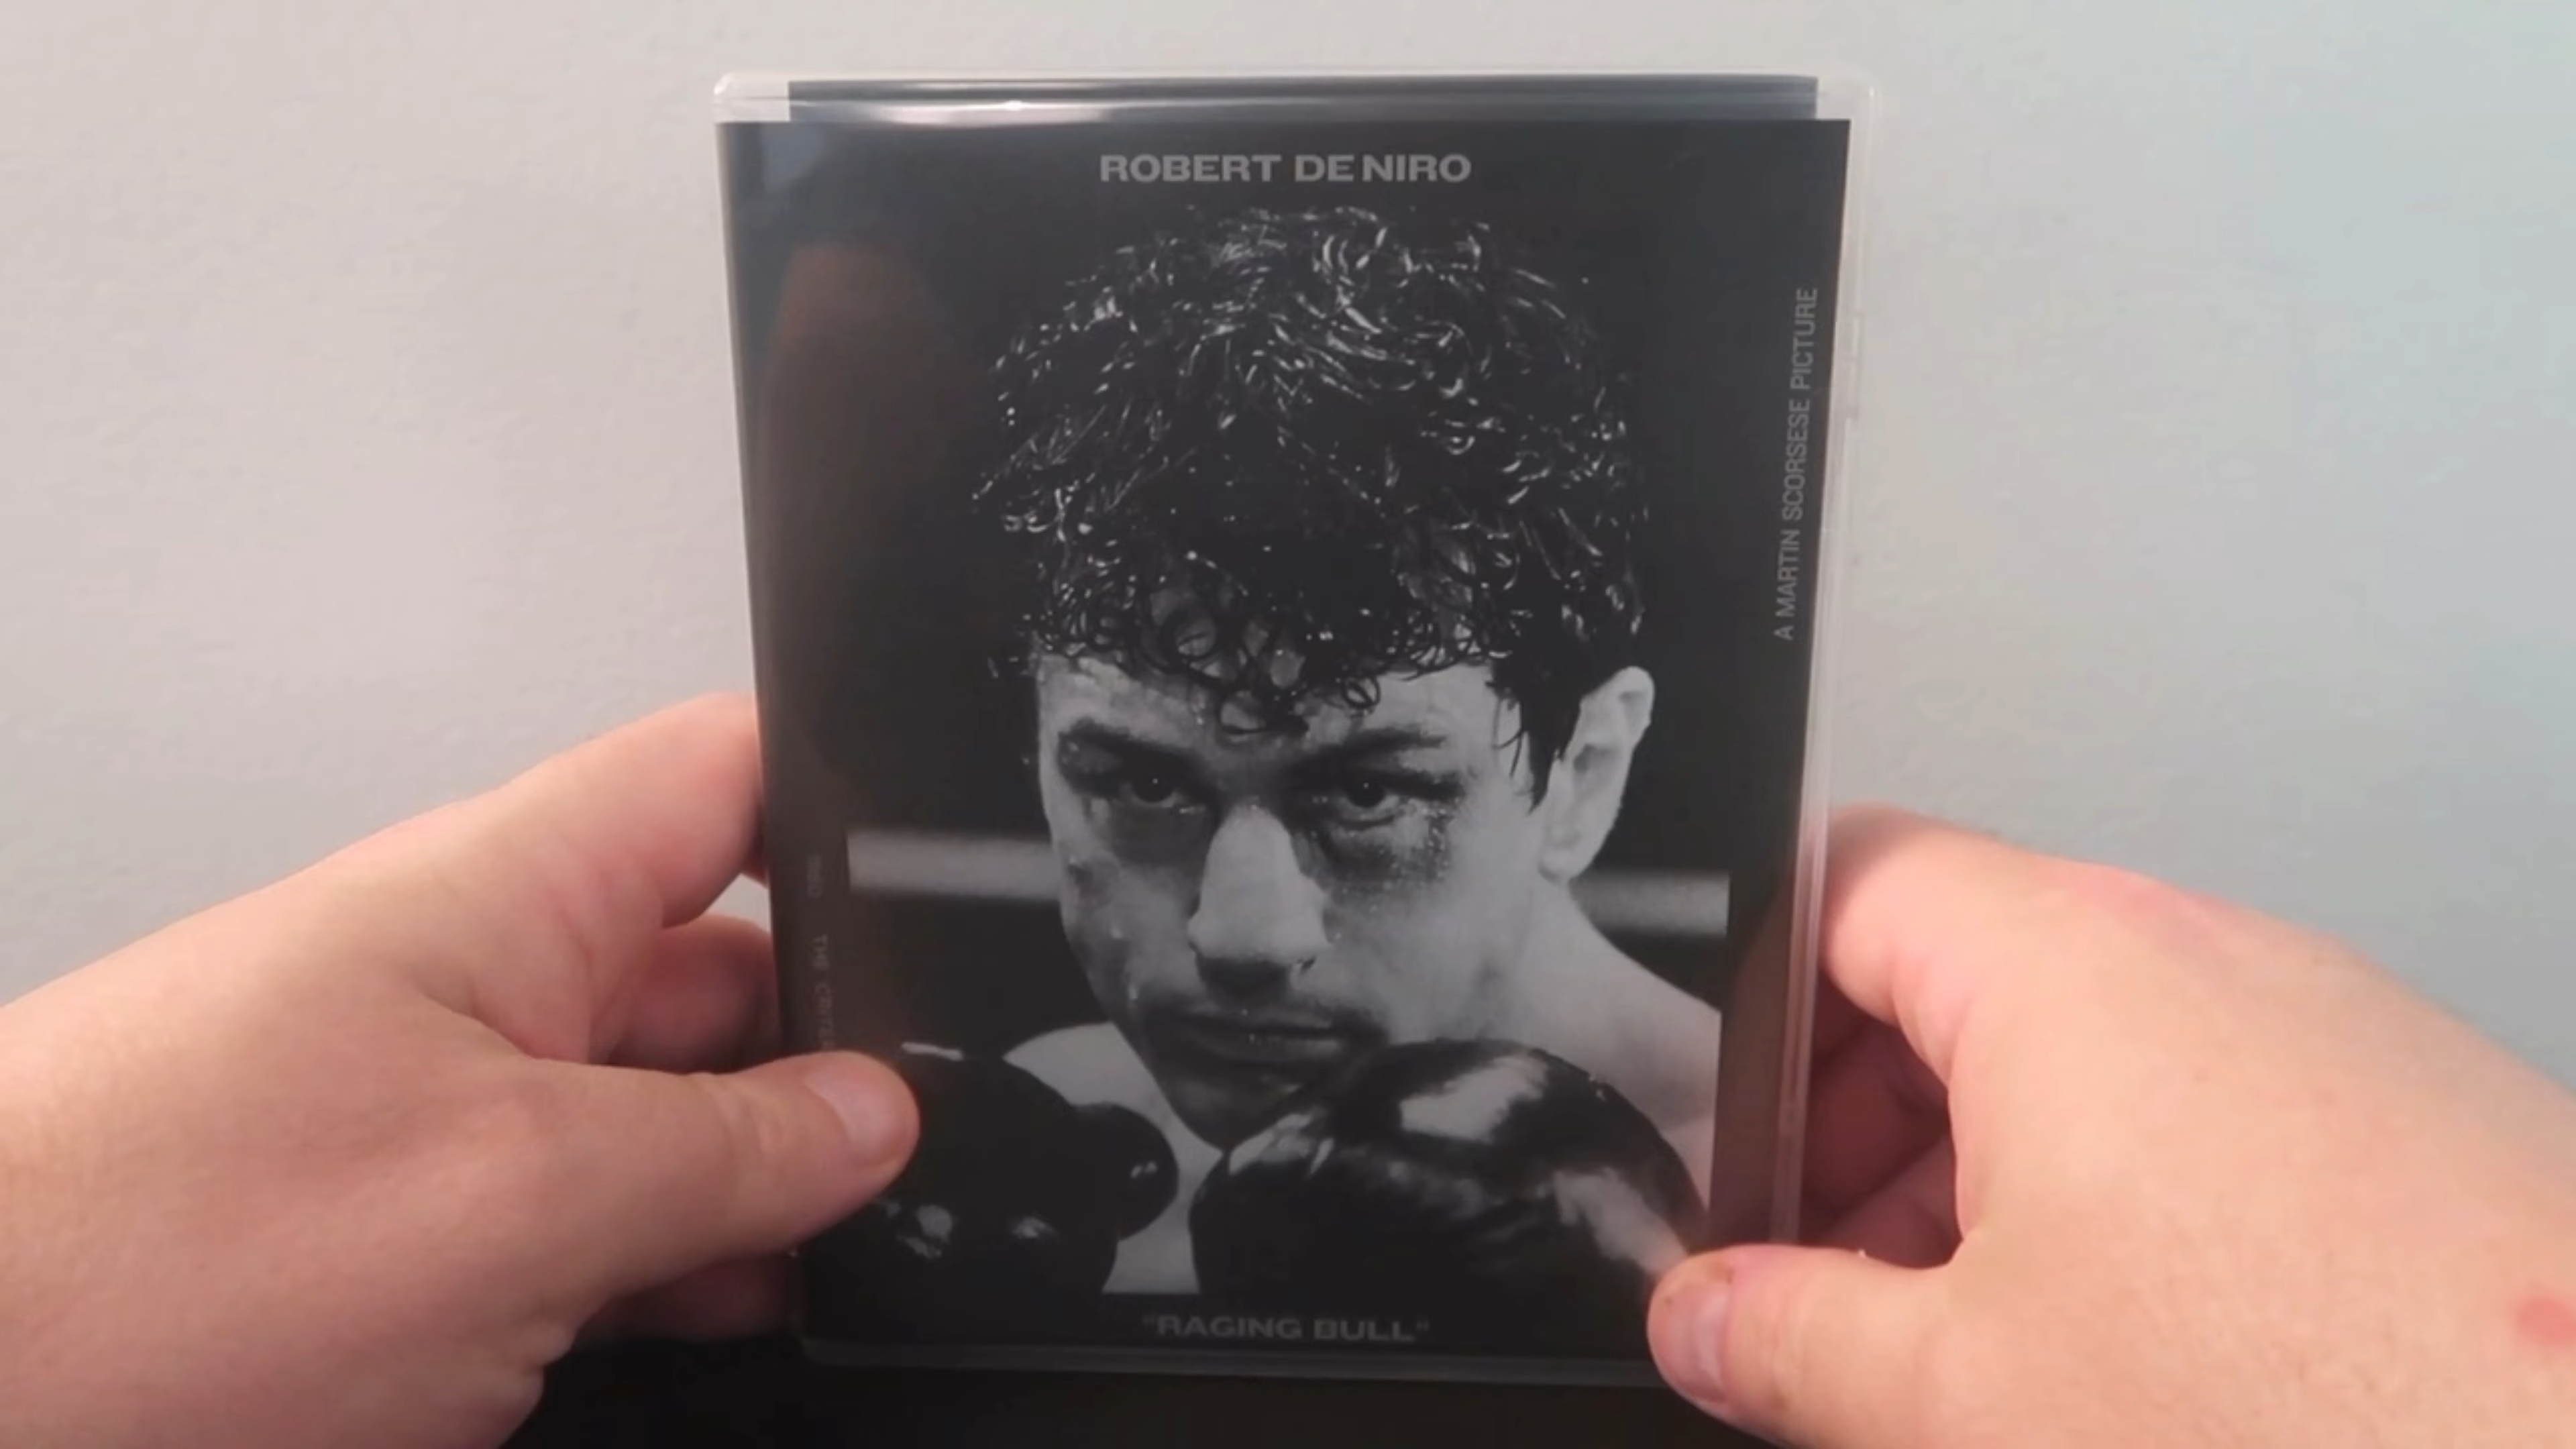 ROBERT DE NIRO
A MARTIN SCORSESE PICTURE
THE
"RAGING BULL"